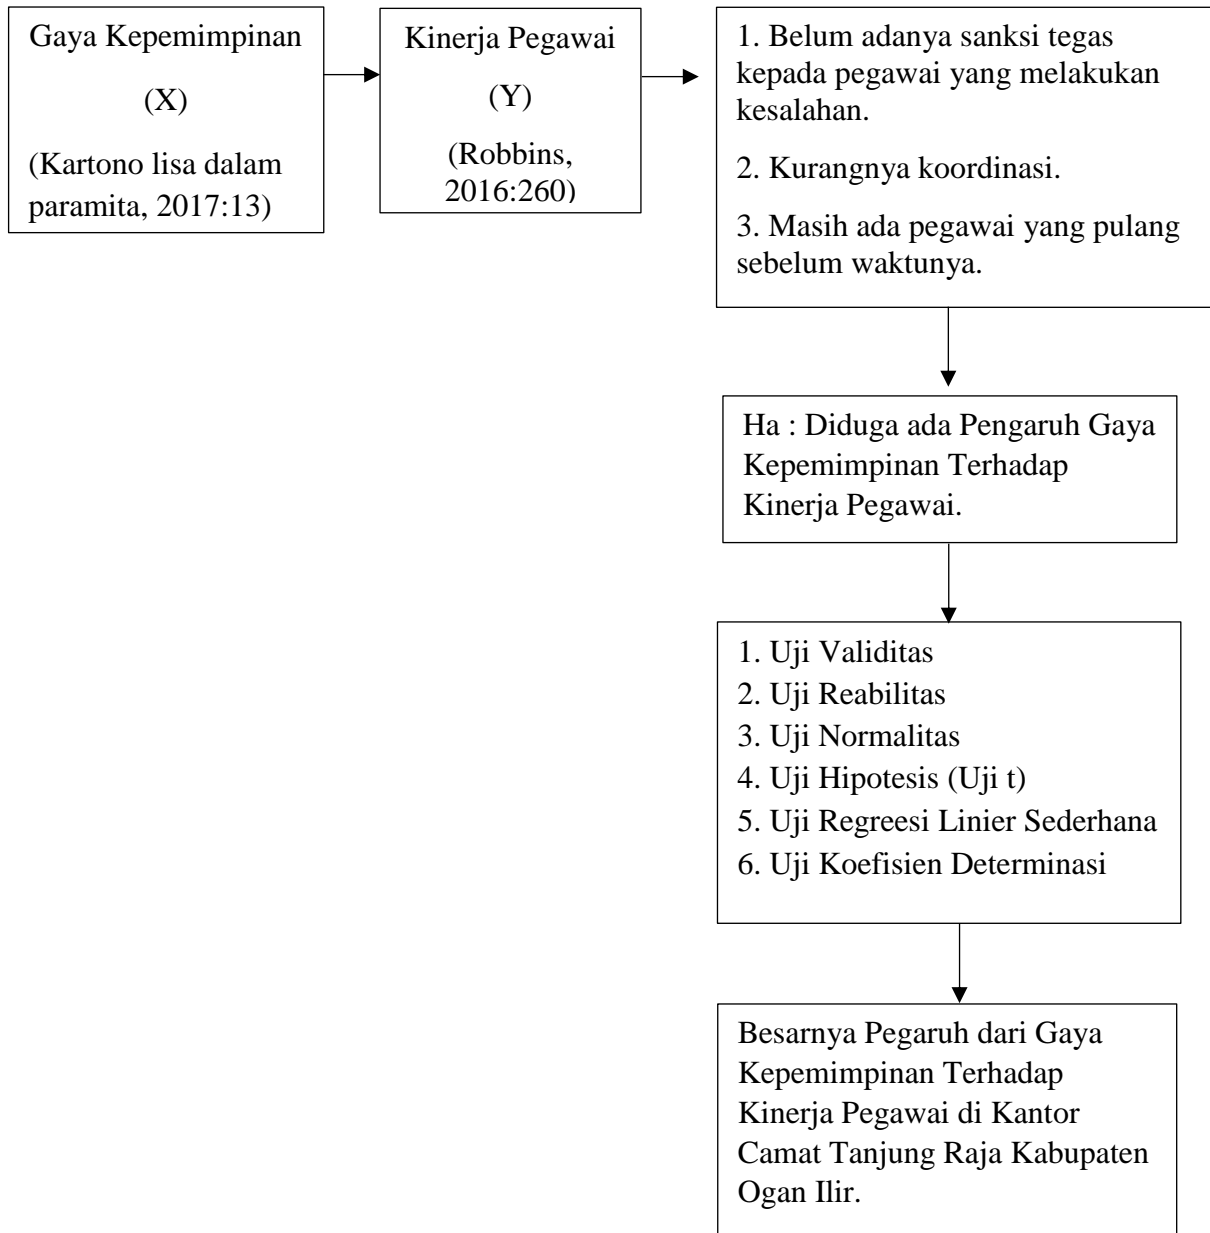 Gaya Kepemimpinan
(X)
(Kartono lisa dalam
paramita, 2017:13)
Kinerja Pegawai
(Y)
(Robbins,
2016:260)
1. Belum adanya sanksi tegas
kepada pegawai yang melakukan
kesalahan.
2. Kurangnya koordinasi.
3. Masih ada pegawai yang pulang
sebelum waktunya.
Ha : Diduga ada Pengaruh Gaya
Kepemimpinan Terhadap
Kinerja Pegawai.
1. Uji Validitas
2. Uji Reabilitas
3. Uji Normalitas
4. Uji Hipotesis (Uji t)
5. Uji Regreesi Linier Sederhana
6. Uji Koefisien Determinasi
Besarnya Pegaruh dari Gaya
Kepemimpinan Terhadap
Kinerja Pegawai di Kantor
Camat Tanjung Raja Kabupaten
Ogan Ilir.